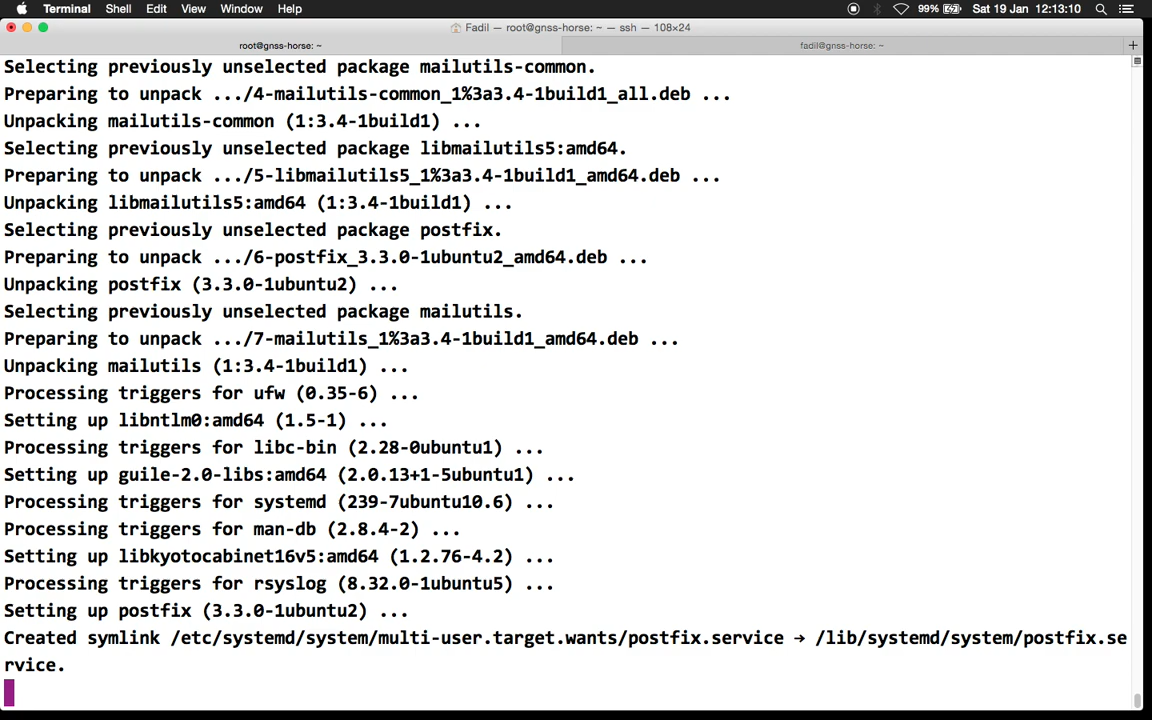 Terminal Shell Edit View Window Help 99% Sat 19 Jan 12:13:10
Fadil — root@gnss-horse: ~ — ssh — 108×24
root@gnss-horse: ~ fadil@gnss-horse: ~ +
Selecting previously unselected package mailutils-common.
Preparing to unpack .../4-mailutils-common_1%3a3.4-1build1_all.deb ...
Unpacking mailutils-common (1:3.4-1build1) ...
Selecting previously unselected package libmailutils5:amd64.
Preparing to unpack .../5-libmailutils5_1%3a3.4-1build1_amd64.deb ...
Unpacking libmailutils5:amd64 (1:3.4-1build1) ...
Selecting previously unselected package postfix.
Preparing to unpack .../6-postfix_3.3.0-1ubuntu2_amd64.deb ...
Unpacking postfix (3.3.0-1ubuntu2) ...
Selecting previously unselected package mailutils.
Preparing to unpack .../7-mailutils_1%3a3.4-1build1_amd64.deb ...
Unpacking mailutils (1:3.4-1build1) ...
Processing triggers for ufw (0.35-6) ...
Setting up libntlm0:amd64 (1.5-1) ...
Processing triggers for libc-bin (2.28-0ubuntu1) ...
Setting up guile-2.0-libs:amd64 (2.0.13+1-5ubuntu1) ...
Processing triggers for systemd (239-7ubuntu10.6) ...
Processing triggers for man-db (2.8.4-2) ...
Setting up libkyotocabinet16v5:amd64 (1.2.76-4.2) ...
Processing triggers for rsyslog (8.32.0-1ubuntu5) ...
Setting up postfix (3.3.0-1ubuntu2) ...
Created symlink /etc/systemd/system/multi-user.target.wants/postfix.service → /lib/systemd/system/postfix.se
rvice.